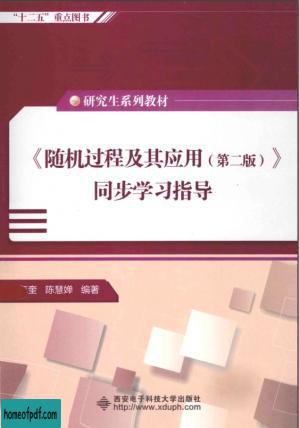 “十二五”重点图书
研究生系列教材
《随机过程及其应用(第二版)》
同步学习指导
奎 陈慧婵 编著
西安电子科技大学出版社
http://www.xduph.com
homeofpdf.com
homeofpdf.com